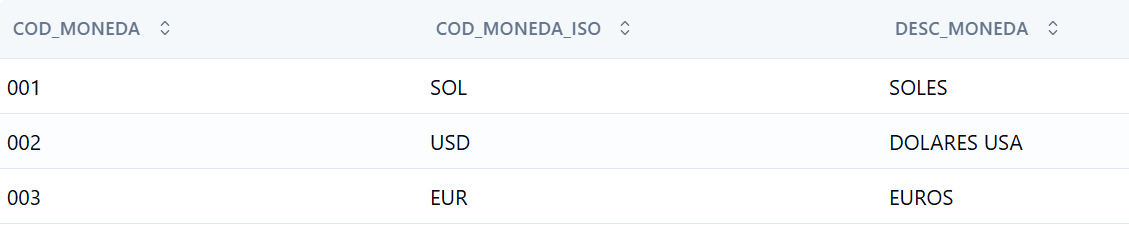 COD_MONEDA COD_MONEDA_ISO DESC_MONEDA
001 SOL SOLES
002 USD DOLARES USA
003 EUR EUROS